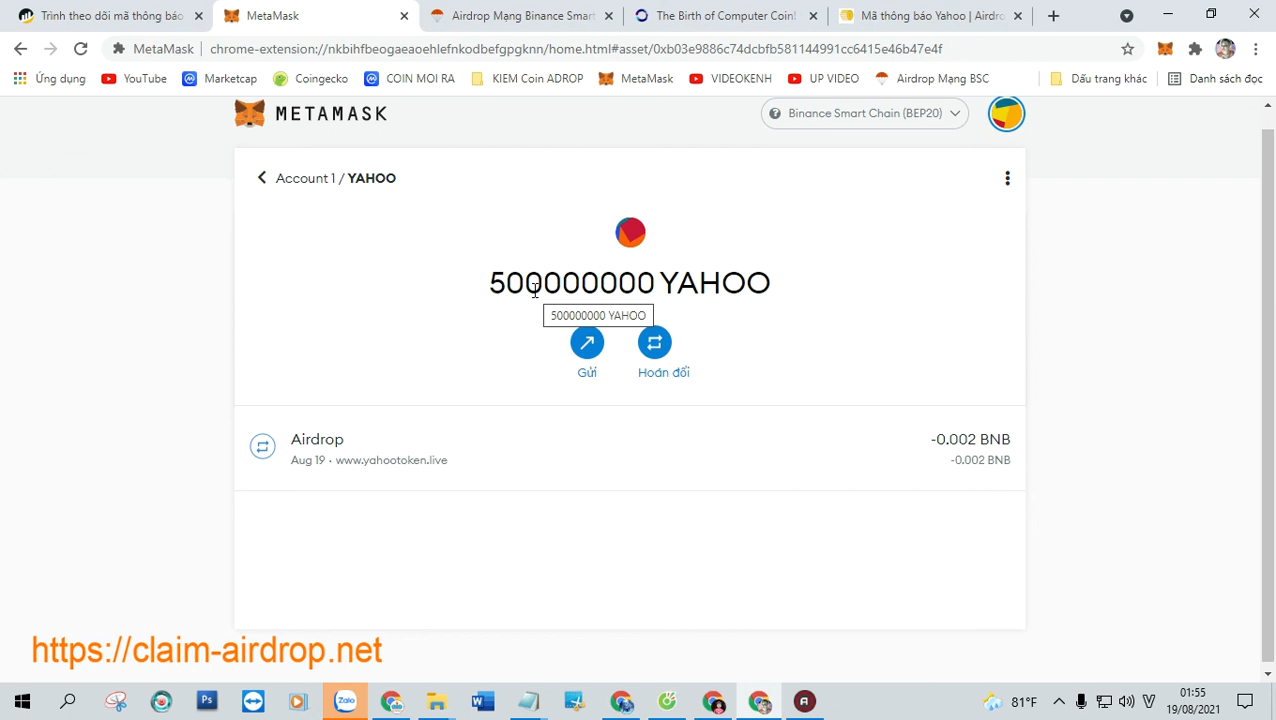 Trình theo dõi mã thông báo
MetaMask
Airdrop Mạng Binance Smart
The Birth of Computer Coin!
Mã thông báo Yahoo | Airdro
MetaMask
chrome-extension://nkbihfbeogaeaoehlefnkodbefgpgknn/home.html#asset/0xb03e9886c74dcbfb581144991cc6415e46b47e4f
Ứng dụng
YouTube
Marketcap
Coingecko
COIN MOI RA
KIEM Coin ADROP
MetaMask
VIDEOKENH
UP VIDEO
Airdrop Mạng BSC
Dấu trang khác
Danh sách đọc
METAMASK
Binance Smart Chain (BEP20)
Account 1 / YAHOO
500000000 YAHOO
500000000 YAHOO
Gửi
Hoán đổi
Airdrop
-0.002 BNB
Aug 19 · www.yahootoken.live
-0.002 BNB
https://claim-airdrop.net
Ps
Zalo
81°F
V
01:55
19/08/2021